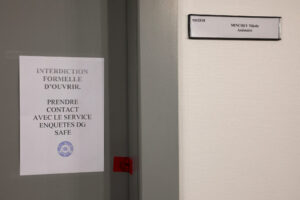 INTERDICTION
FORMELLE
D'OUVRIR.
PRENDRE
CONTACT
AVEC LE SERVICE
ENQUETES DG
SAFE